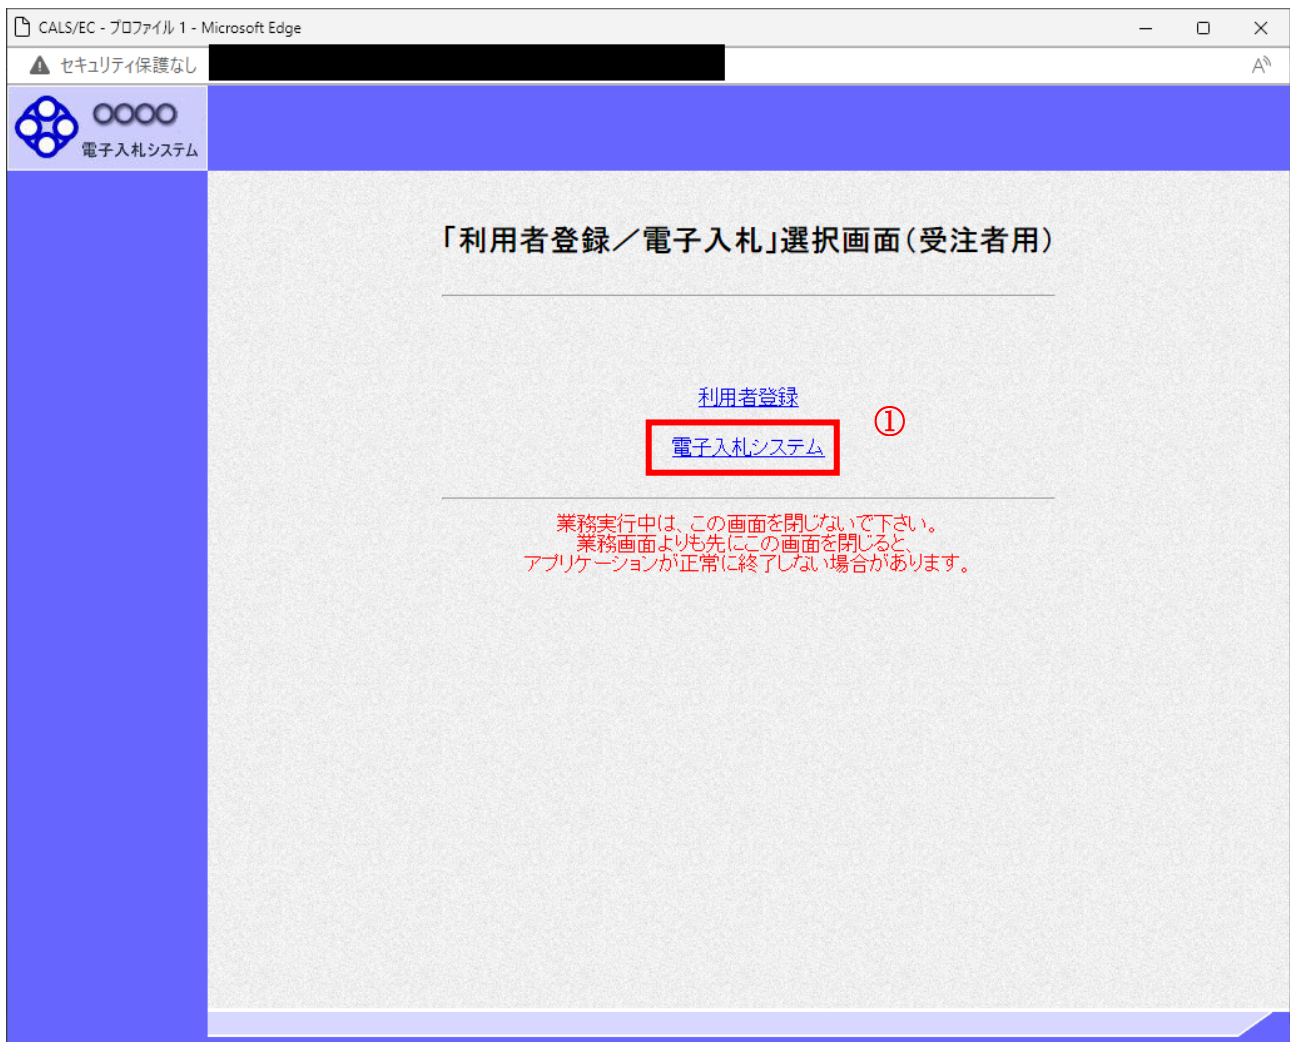 CALS/EC - プロファイル 1 - Microsoft Edge
セキュリティ保護なし
A
○○○○
電子入札システム
「利用者登録／電子入札」選択画面（受注者用）
利用者登録
①
電子入札システム
業務実行中は、この画面を閉じないで下さい。
業務画面よりも先にこの画面を閉じると、
アプリケーションが正常に終了しない場合があります。